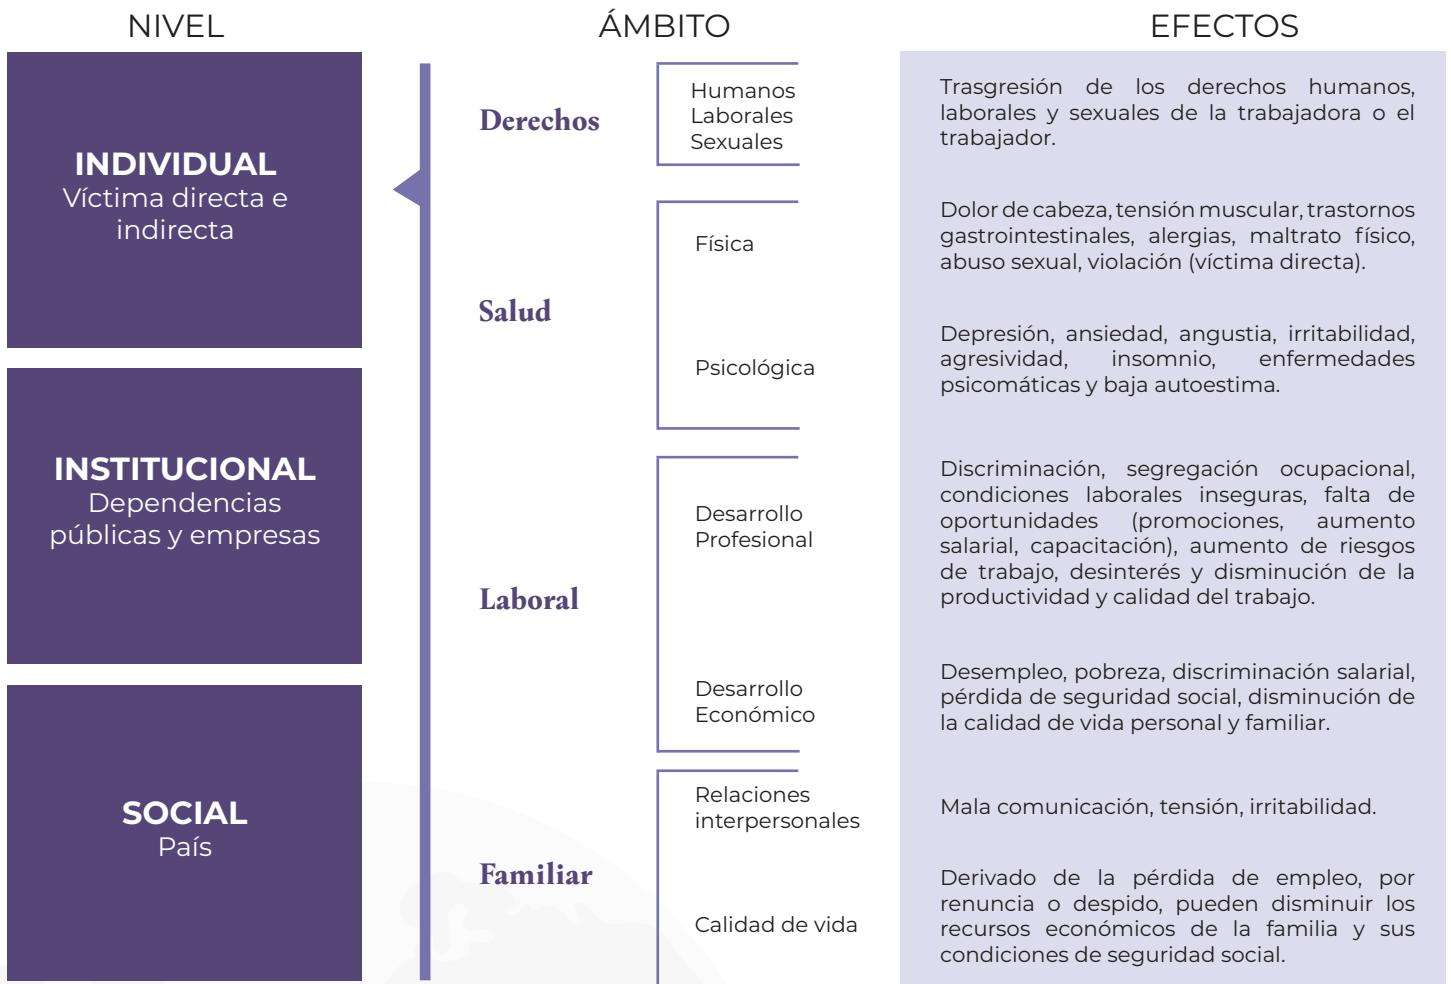 NIVEL
ÁMBITO
EFECTOS
INDIVIDUAL
Víctima directa e
indirecta
INSTITUCIONAL
Dependencias
públicas y empresas
SOCIAL
País
Derechos
Humanos
Laborales
Sexuales
Trasgresión de los derechos humanos,
laborales y sexuales de la trabajadora o el
trabajador.
Salud
Física
Dolor de cabeza, tensión muscular, trastornos
gastrointestinales, alergias, maltrato físico,
abuso sexual, violación (víctima directa).
Psicológica
Depresión, ansiedad, angustia, irritabilidad,
agresividad, insomnio, enfermedades
psicomáticas y baja autoestima.
Laboral
Desarrollo
Profesional
Discriminación, segregación ocupacional,
condiciones laborales inseguras, falta de
oportunidades (promociones, aumento
salarial, capacitación), aumento de riesgos
de trabajo, desinterés y disminución de la
productividad y calidad del trabajo.
Desarrollo
Económico
Desempleo, pobreza, discriminación salarial,
pérdida de seguridad social, disminución de
la calidad de vida personal y familiar.
Familiar
Relaciones
interpersonales
Mala comunicación, tensión, irritabilidad.
Calidad de vida
Derivado de la pérdida de empleo, por
renuncia o despido, pueden disminuir los
recursos económicos de la familia y sus
condiciones de seguridad social.